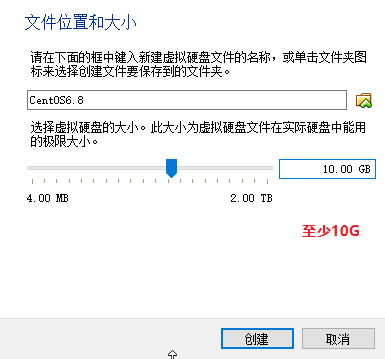 文件位置和大小
请在下面的框中键入新建虚拟硬盘文件的名称，或单击文件夹图
标来选择创建文件要保存到的文件夹。
CentOS6.8
选择虚拟硬盘的大小。此大小为虚拟硬盘文件在实际硬盘中能用
的极限大小。
10.00 GB
4.00 MB 2.00 TB
至少10G
创建 取消